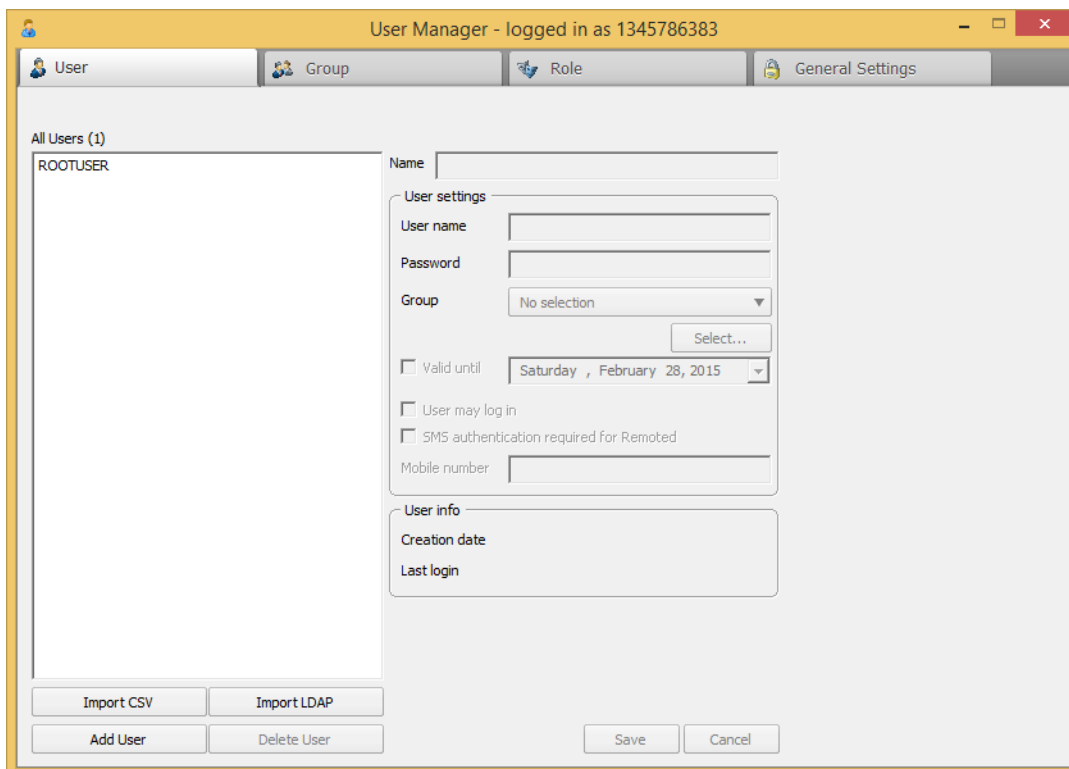 User Manager - logged in as 1345786383
User
Group
Role
General Settings
All Users (1)
ROOTUSER
Name
User settings
User name
Password
Group
No selection
Select...
Valid until
Saturday , February 28, 2015
User may log in
SMS authentication required for Remoted
Mobile number
User info
Creation date
Last login
Import CSV
Import LDAP
Add User
Delete User
Save
Cancel